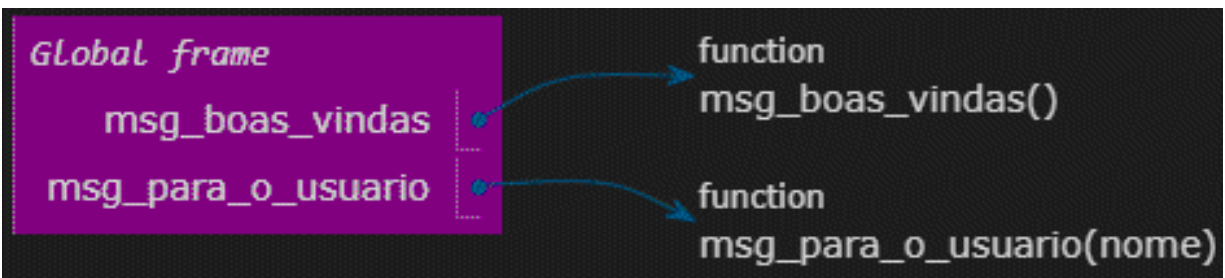 Global frame
msg_boas_vindas
msg_para_o_usuario
function
msg_boas_vindas()
function
msg_para_o_usuario(nome)